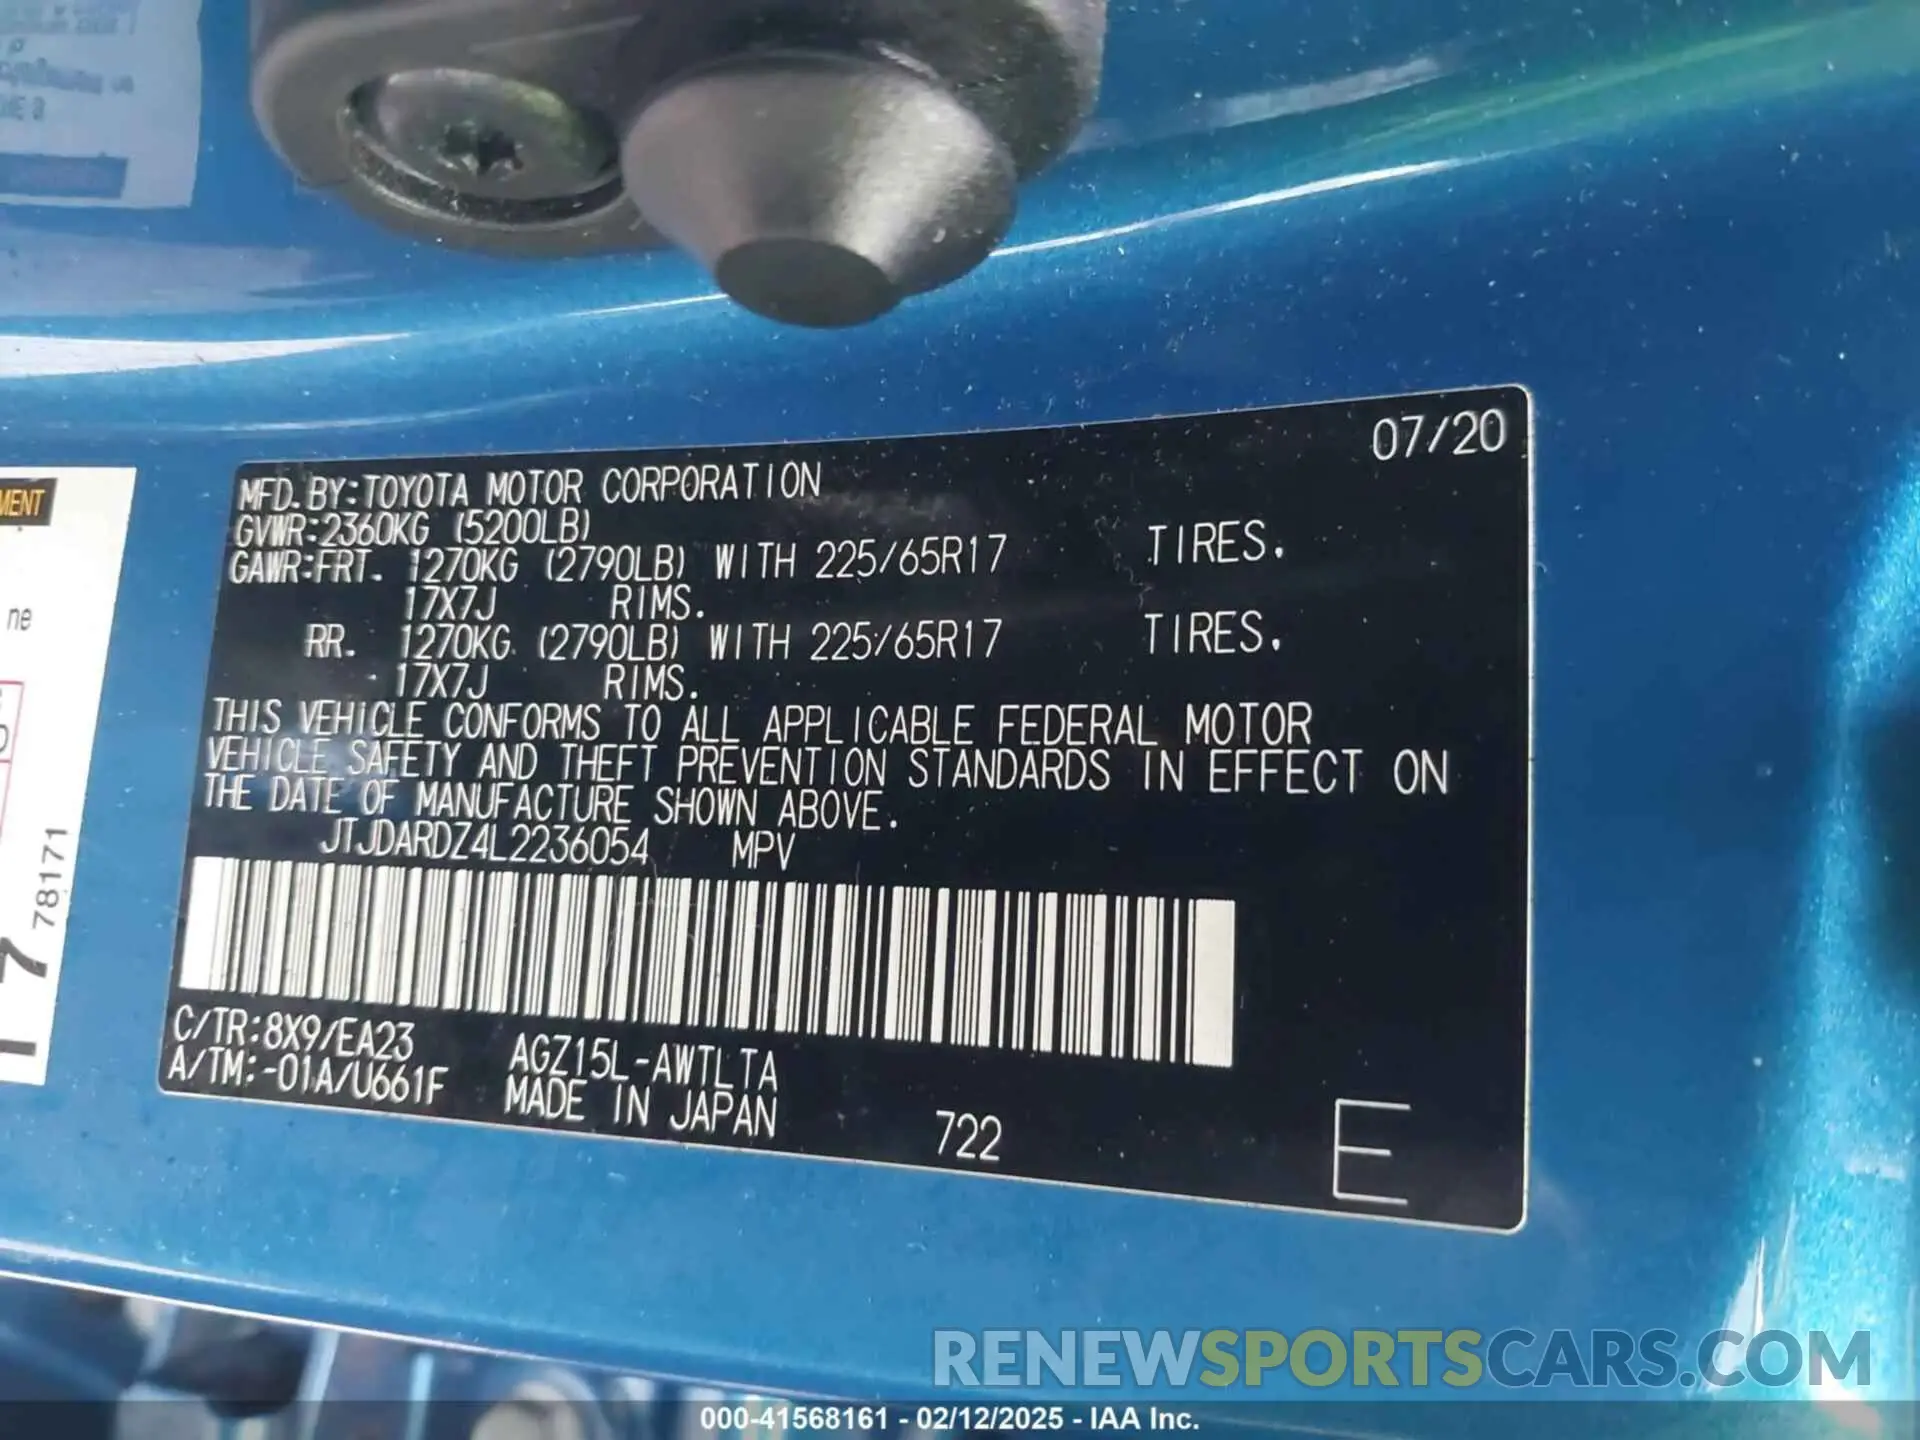 07/20
MFD.BY:TOYOTA MOTOR CORPORATION
GVWR:2360KG (5200LB)
GAWR:FRT. 1270KG (2790LB) WITH 225/65R17 TIRES.
17X7J RIMS.
RR. 1270KG (2790LB) WITH 225/65R17 TIRES.
17X7J RIMS.
THIS VEHICLE CONFORMS TO ALL APPLICABLE FEDERAL MOTOR
VEHICLE SAFETY AND THEFT PREVENTION STANDARDS IN EFFECT ON
THE DATE OF MANUFACTURE SHOWN ABOVE.
JTJDARDZ4L2236054 MPV
C/TR:8X9/EA23 AGZ15L-AWTLTA
A/TM:-01A/U661F MADE IN JAPAN
722 E
ne
78171
7
RENEWSPORTSCARS.COM
000-41568161 - 02/12/2025 - IAA Inc.